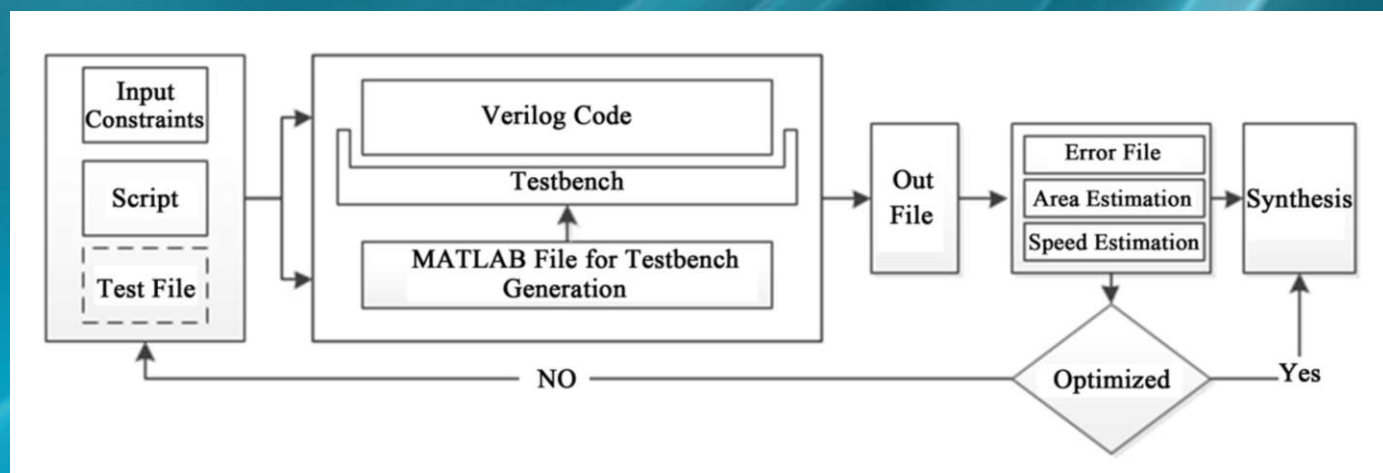 Input
Constraints
Script
Test File
Verilog Code
Testbench
MATLAB File for Testbench
Generation
Out
File
Error File
Area Estimation
Speed Estimation
Synthesis
NO
Optimized
Yes